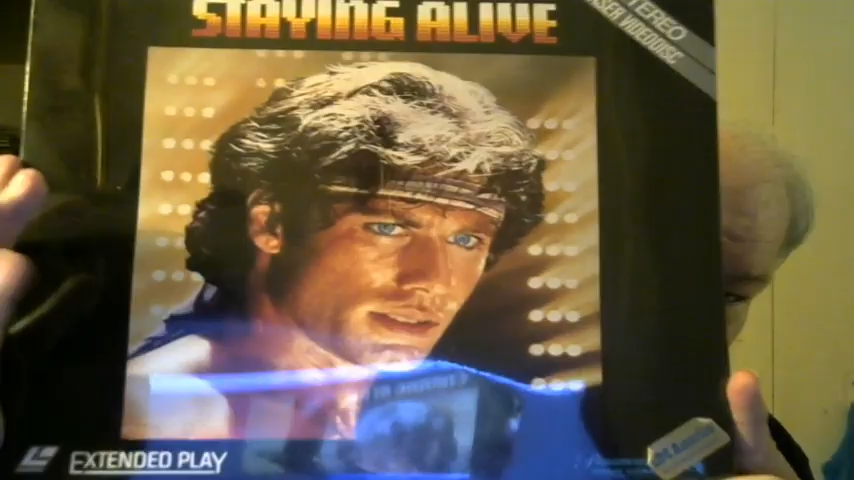 STAYING ALIVE
STEREO
LASER VIDEODISC
EXTENDED PLAY